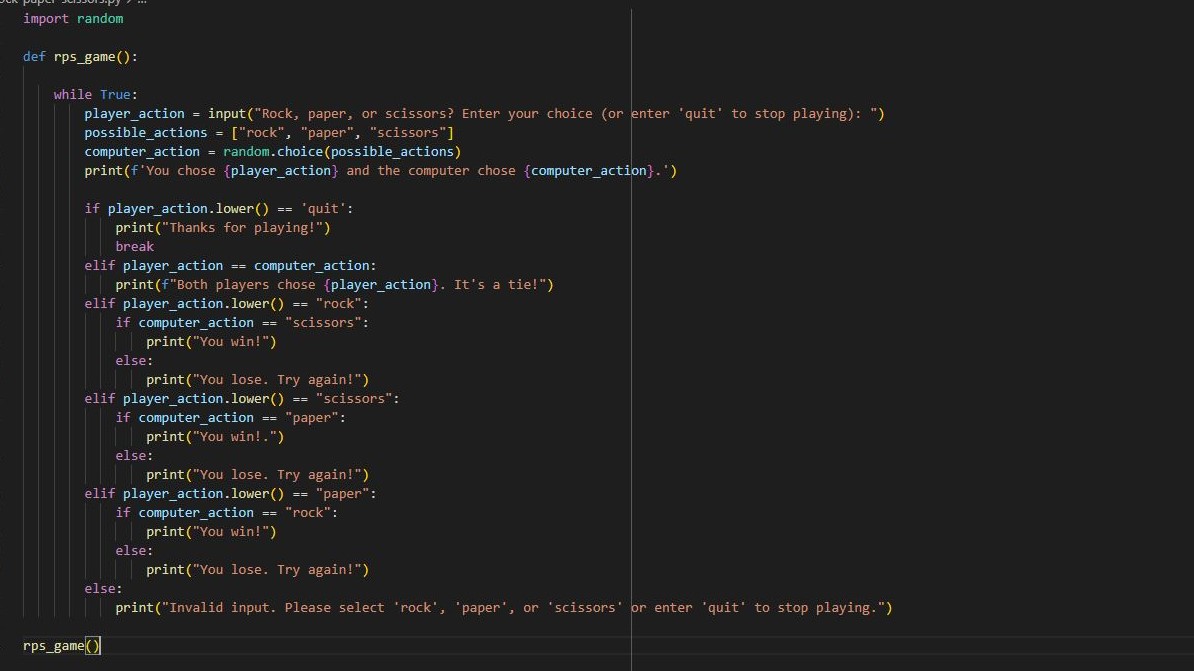 ock-paper-scissors.py > ...
import random
def rps_game():
while True:
player_action = input("Rock, paper, or scissors? Enter your choice (or enter 'quit' to stop playing): ")
possible_actions = ["rock", "paper", "scissors"]
computer_action = random.choice(possible_actions)
print(f'You chose {player_action} and the computer chose {computer_action}.')
if player_action.lower() == 'quit':
print("Thanks for playing!")
break
elif player_action == computer_action:
print(f"Both players chose {player_action}. It's a tie!")
elif player_action.lower() == "rock":
if computer_action == "scissors":
print("You win!")
else:
print("You lose. Try again!")
elif player_action.lower() == "scissors":
if computer_action == "paper":
print("You win!.")
else:
print("You lose. Try again!")
elif player_action.lower() == "paper":
if computer_action == "rock":
print("You win!")
else:
print("You lose. Try again!")
else:
print("Invalid input. Please select 'rock', 'paper', or 'scissors' or enter 'quit' to stop playing.")
rps_game()